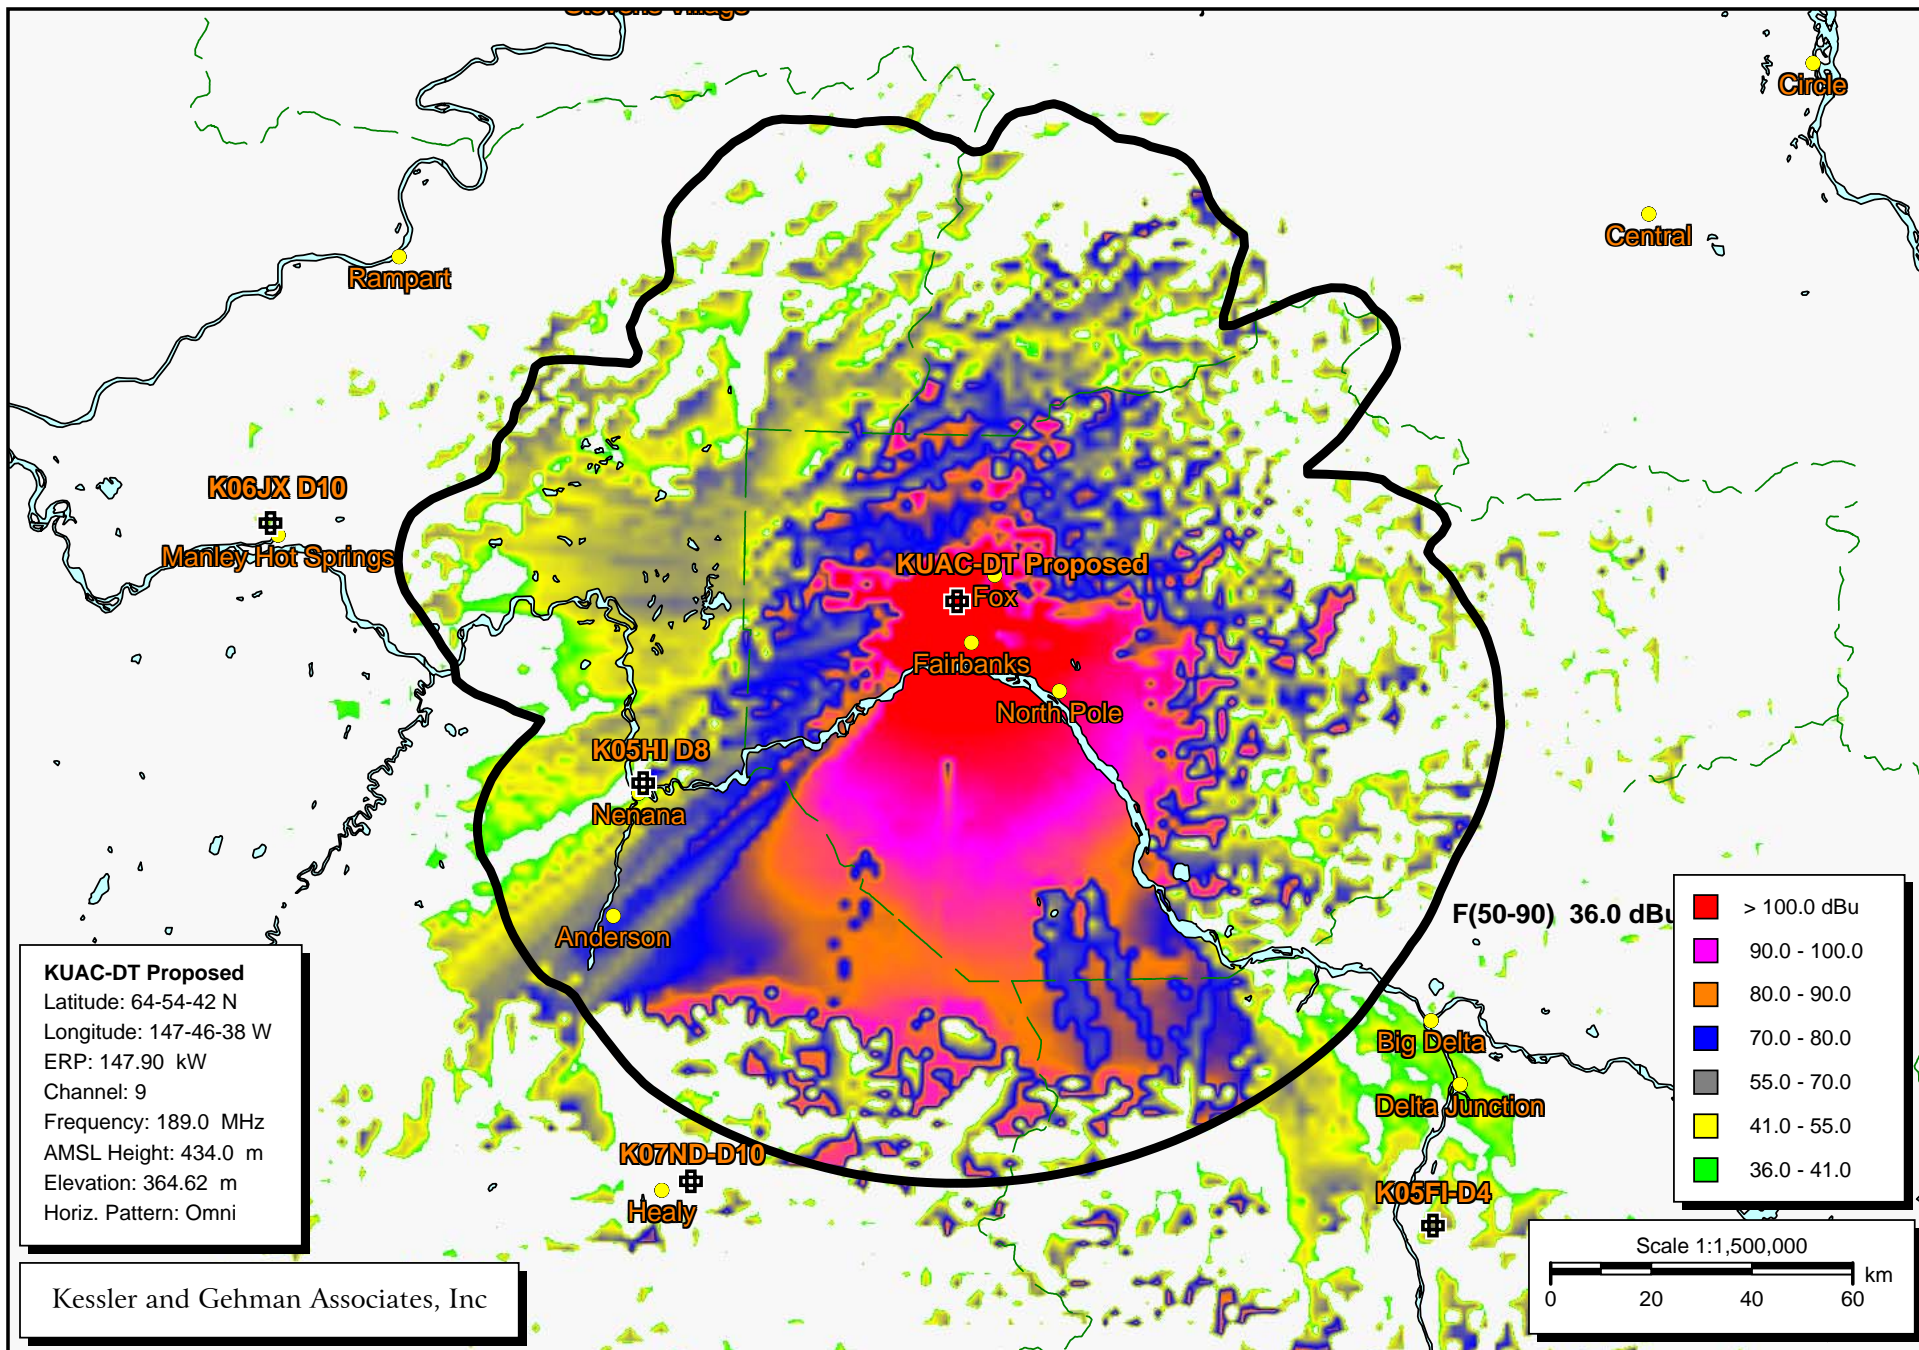 Stevens Village
Circle
Central
Rampart
K06JX D10
Manley Hot Springs
KUAC-DT Proposed
Fox
Fairbanks
North Pole
K05HI D8
Nenana
Anderson
F(50-90) 36.0 dBu
Big Delta
Delta Junction
K07ND-D10
Healy
K05FI-D4
KUAC-DT Proposed
Latitude: 64-54-42 N
Longitude: 147-46-38 W
ERP: 147.90 kW
Channel: 9
Frequency: 189.0 MHz
AMSL Height: 434.0 m
Elevation: 364.62 m
Horiz. Pattern: Omni
Kessler and Gehman Associates, Inc
> 100.0 dBu
90.0 - 100.0
80.0 - 90.0
70.0 - 80.0
55.0 - 70.0
41.0 - 55.0
36.0 - 41.0
Scale 1:1,500,000
km
0 20 40 60